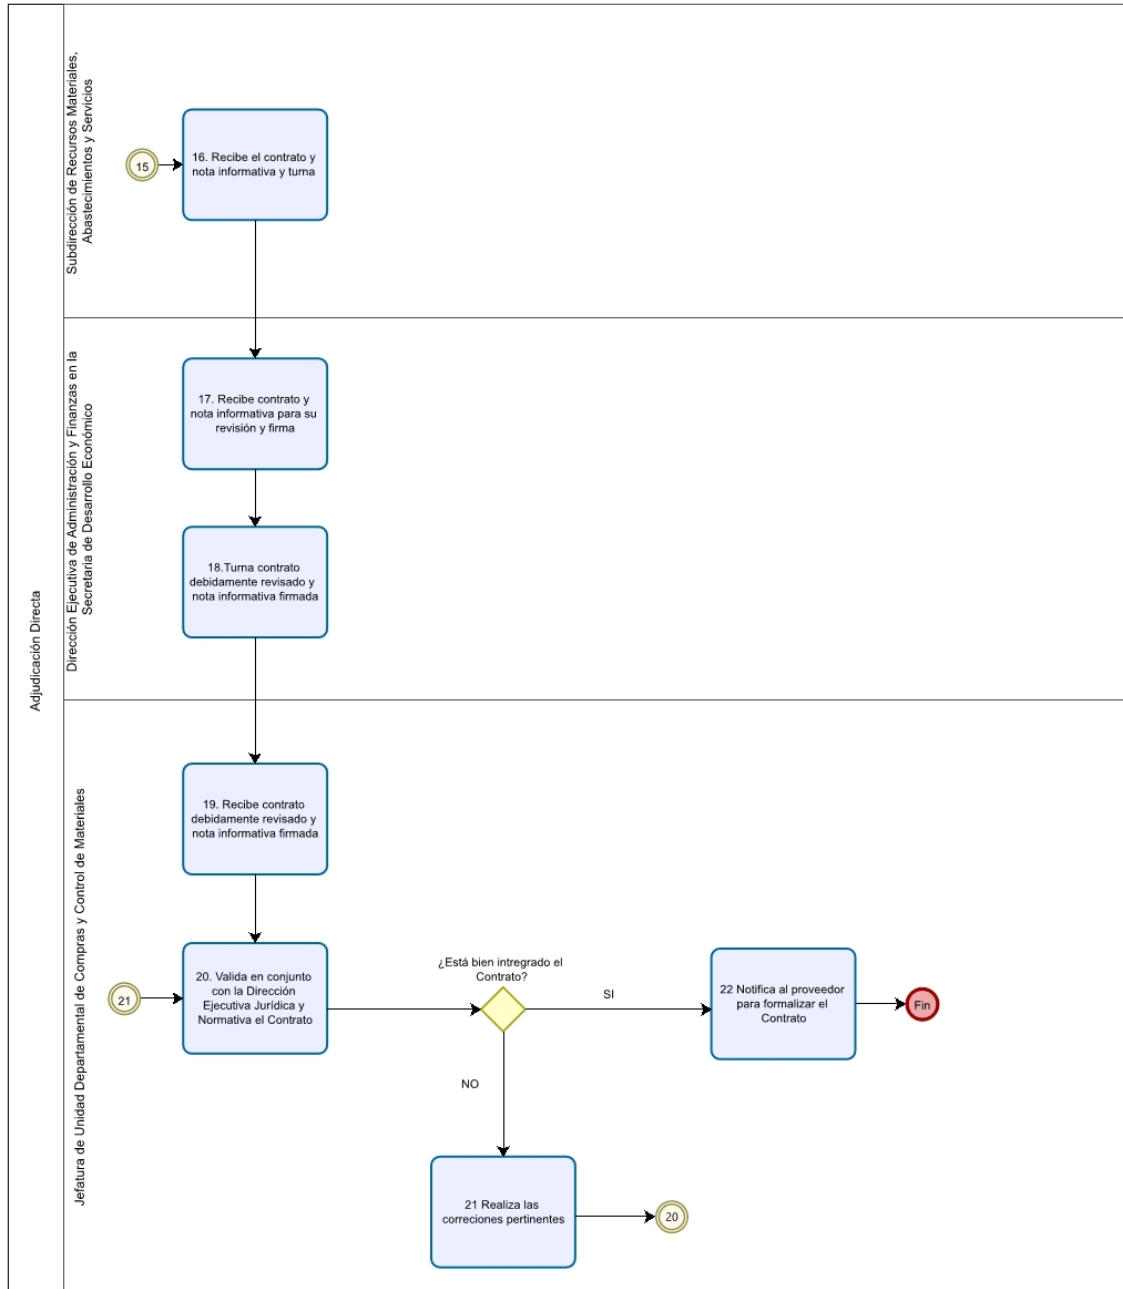 Adjudicación Directa
Subdirección de Recursos Materiales,
Abastecimientos y Servicios
15
16. Recibe el contrato y
nota informativa y turna
Dirección Ejecutiva de Administración y Finanzas en la
Secretaria de Desarrollo Económico
17. Recibe contrato y
nota informativa para su
revisión y firma
18.Turna contrato
debidamente revisado y
nota informativa firmada
Jefatura de Unidad Departamental de Compras y Control de Materiales
19. Recibe contrato
debidamente revisado y
nota informativa firmada
21
20. Valida en conjunto
con la Dirección
Ejecutiva Jurídica y
Normativa el Contrato
¿Está bien intregrado el
Contrato?
SI
22 Notifica al proveedor
para formalizar el
Contrato
Fin
NO
21 Realiza las
correciones pertinentes
20